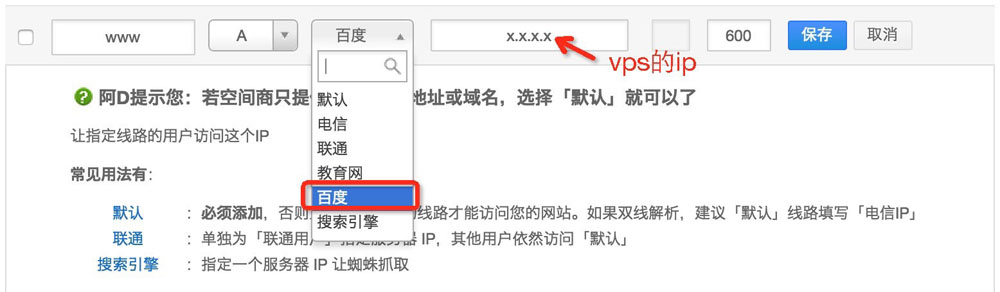 www A 百度 x.x.x.x 600 保存 取消
vps的ip
默认
电信
联通
教育网
百度
搜索引擎
阿D提示您：若空间商只提 地址或域名，选择「默认」就可以了
让指定线路的用户访问这个IP
常见用法有：
默认 ：必须添加，否则 线路才能访问您的网站。如果双线解析，建议「默认」线路填写「电信IP」
联通 ：单独为「联通用户」指定服务器 IP，其他用户依然访问「默认」
搜索引擎 ：指定一个服务器 IP 让蜘蛛抓取